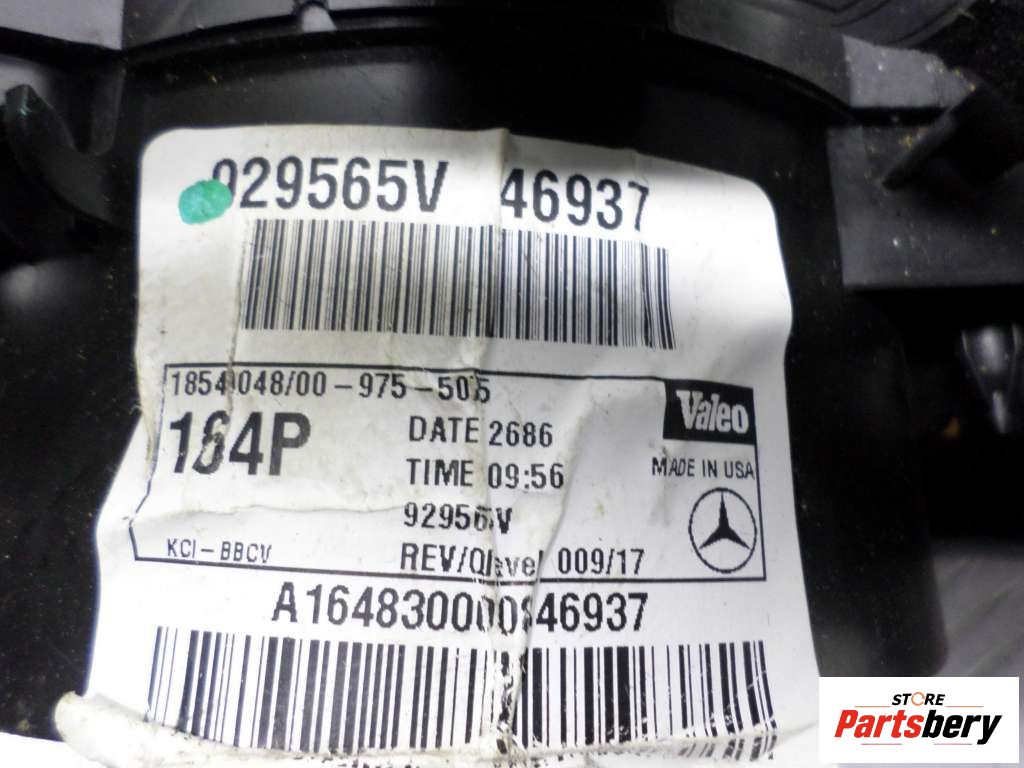 929565V 46937
1854048/00-975-505
Valeo
164P
DATE 2686
TIME 09:56
MADE IN USA
92956V
KCI-BBCV
REV/Qlevel 009/17
A164830000846937
STORE
Partsbery